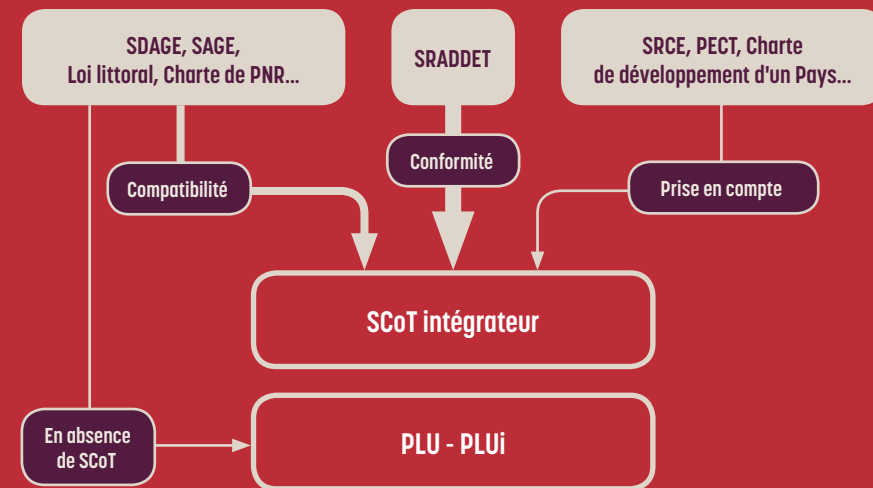 SDAGE, SAGE,
Loi littoral, Charte de PNR...
SRADDET
SRCE, PECT, Charte
de développement d'un Pays...
Compatibilité
Conformité
Prise en compte
SCoT intégrateur
En absence
de SCoT
PLU - PLUi